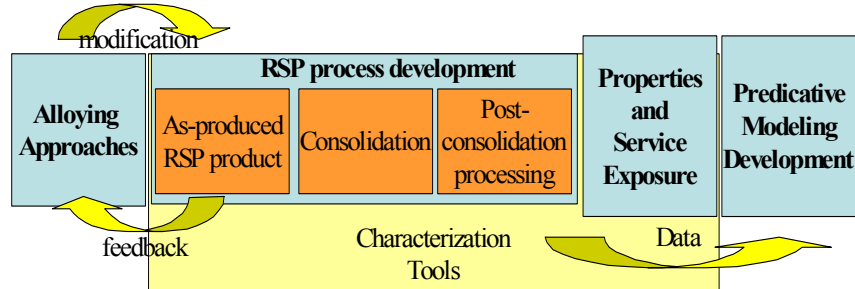 modification
Alloying
Approaches
RSP process development
As-produced
RSP product
Consolidation
Post-
consolidation
processing
Properties
and
Service
Exposure
Predicative
Modeling
Development
feedback
Characterization
Tools
Data